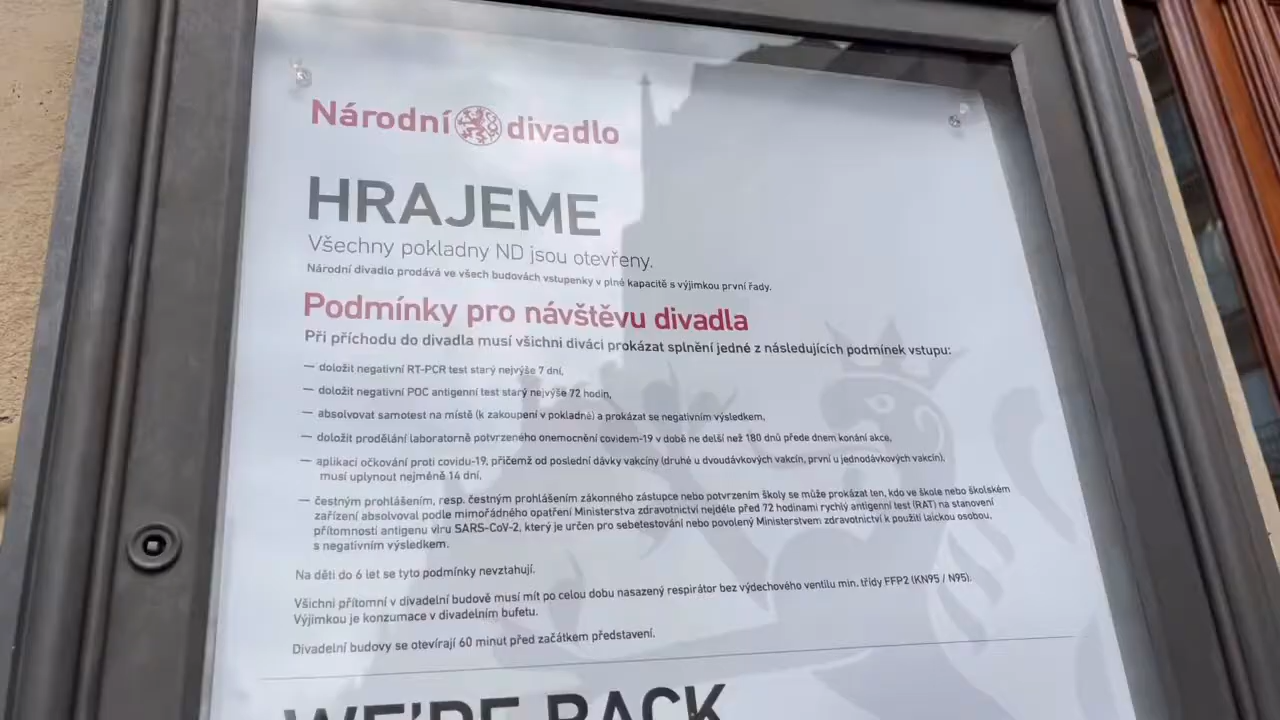 Národní divadlo
HRAJEME
Všechny pokladny ND jsou otevřeny.
Národní divadlo prodává ve všech budovách vstupenky v plné kapacitě s výjimkou první řady.
Podmínky pro návštěvu divadla
Při příchodu do divadla musí všichni diváci prokázat splnění jedné z následujících podmínek vstupu:
— doložit negativní RT-PCR test starý nejvýše 7 dní,
— doložit negativní POC antigenní test starý nejvýše 72 hodin,
— absolvovat samotest na místě (k zakoupení v pokladně) a prokázat se negativním výsledkem,
— doložit prodělání laboratorně potvrzeného onemocnění covidem-19 v době ne delší než 180 dnů přede dnem konání akce,
— aplikací očkování proti covidu-19, přičemž od poslední dávky vakcíny (druhé u dvoudávkových vakcín, první u jednodávkových vakcín),
musí uplynout nejméně 14 dní,
— čestným prohlášením, resp. čestným prohlášením zákonného zástupce nebo potvrzením školy se může prokázat ten, kdo ve škole nebo školském
zařízení absolvoval podle mimořádného opatření Ministerstva zdravotnictví nejdéle před 72 hodinami rychlý antigenní test (RAT) na stanovení
přítomnosti antigenu viru SARS-CoV-2, který je určen pro sebetestování nebo povolený Ministerstvem zdravotnictví k použití laickou osobou,
s negativním výsledkem.
Na děti do 6 let se tyto podmínky nevztahují.
Všichni přítomní v divadelní budově musí mít po celou dobu nasazený respirátor bez výdechového ventilu min. třídy FFP2 (KN95 / N95).
Výjimkou je konzumace v divadelním bufetu.
Divadelní budovy se otevírají 60 minut před začátkem představení.
WE'RE BACK